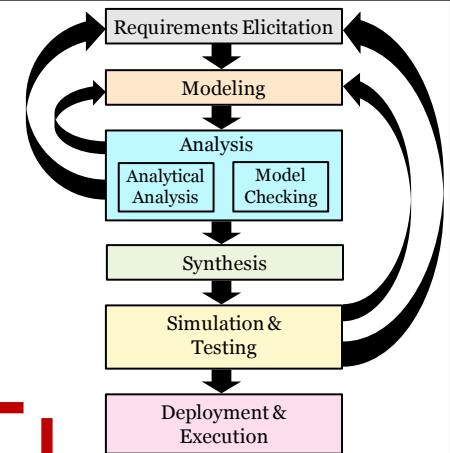 Requirements Elicitation
Modeling
Analysis
Analytical
Analysis
Model
Checking
Synthesis
Simulation &
Testing
Deployment &
Execution